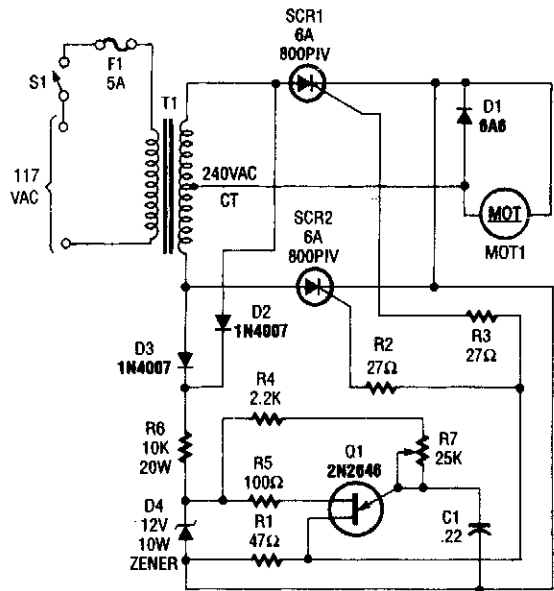 SCR1
6A
800PIV
S1
F1
5A
T1
D1
6A6
117
VAC
240VAC
CT
MOT
MOT1
SCR2
6A
800PIV
D2
1N4007
D3
1N4007
R3
27Ω
R2
27Ω
R4
2.2K
R6
10K
20W
Q1
2N2646
R7
25K
R5
100Ω
D4
12V
10W
ZENER
R1
47Ω
C1
.22